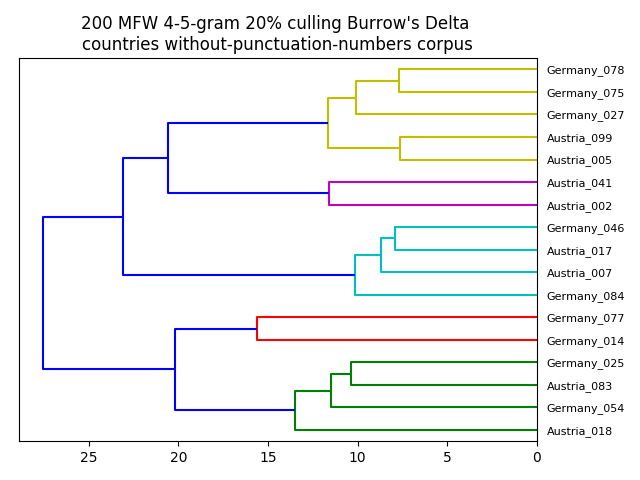 200 MFW 4-5-gram 20% culling Burrow's Delta
countries without-punctuation-numbers corpus
Germany_078
Germany_075
Germany_027
Austria_099
Austria_005
Austria_041
Austria_002
Germany_046
Austria_017
Austria_007
Germany_084
Germany_077
Germany_014
Germany_025
Austria_083
Germany_054
Austria_018
25 20 15 10 5 0